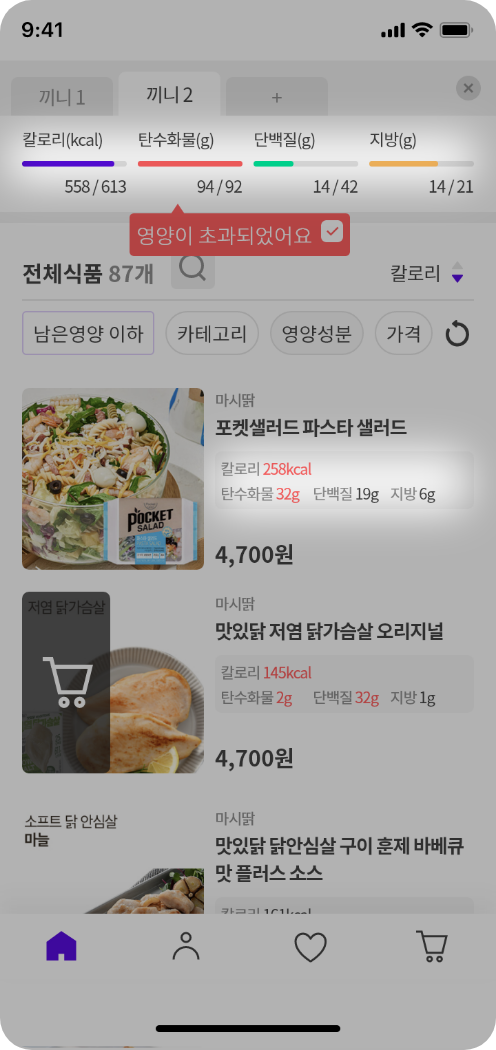 9:41
끼니 1
끼니 2
+
칼로리(kcal)
탄수화물(g)
단백질(g)
지방(g)
558 / 613
94 / 92
14 / 42
14 / 21
영양이 초과되었어요
전체식품 87개
칼로리
남은영양 이하
카테고리
영양성분
가격
마시땂
포켓샐러드 파스타 샐러드
칼로리 258kcal
탄수화물 32g 단백질 19g 지방 6g
4,700원
POCKET
SALAD
저염 닭가슴살
마시땂
맛있닭 저염 닭가슴살 오리지널
칼로리 145kcal
탄수화물 2g 단백질 32g 지방 1g
4,700원
소프트 닭 안심살
마늘
마시땂
맛있닭 닭안심살 구이 훈제 바베큐
맛 플러스 소스
칼로리 161kcal